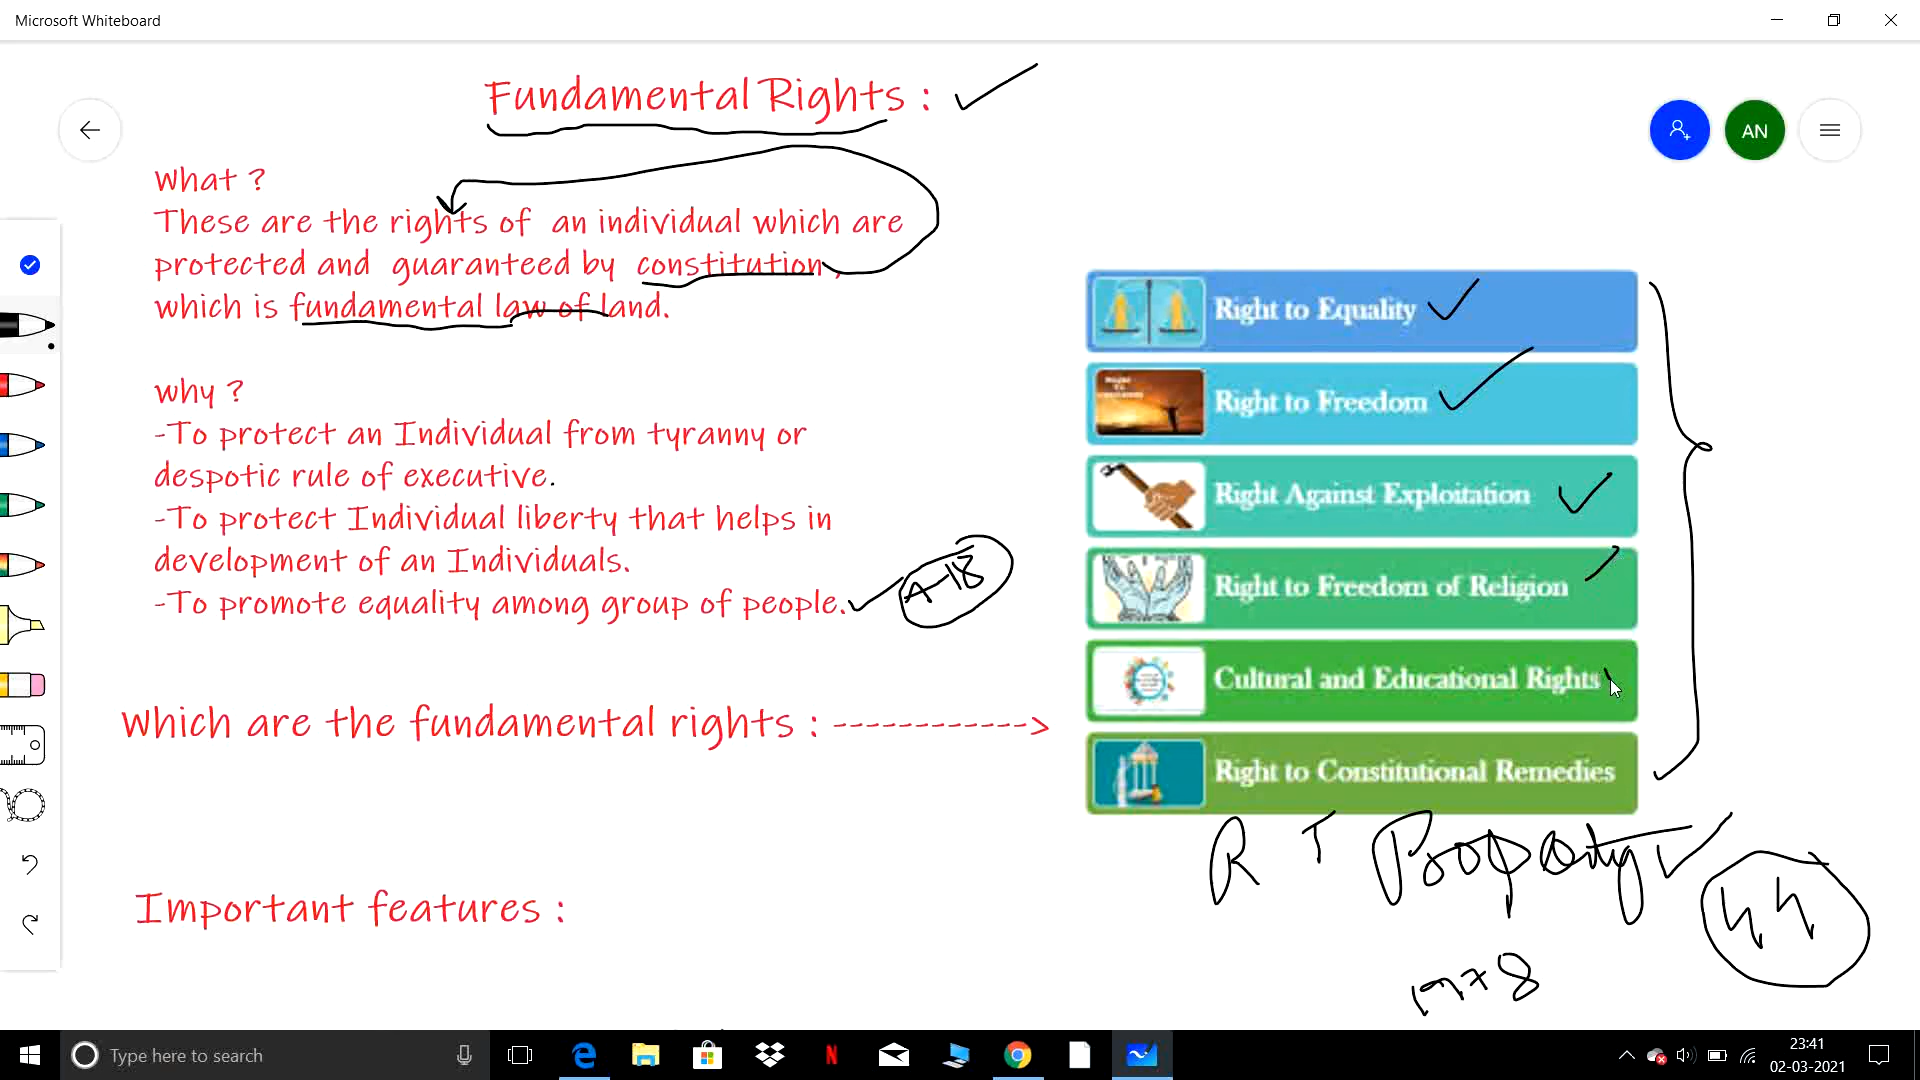 Microsoft Whiteboard
Fundamental Rights :
AN
What ?
These are the rights of an individual which are
protected and guaranteed by constitution ,
which is fundamental law of land.
Why ?
-To protect an Individual from tyranny or
despotic rule of executive.
-To protect Individual liberty that helps in
development of an Individuals.
-To promote equality among group of people.
A-18
Which are the fundamental rights : ------------>
Right to Equality
Right to Freedom
Right Against Exploitation
Right to Freedom of Religion
Cultural and Educational Rights
Right to Constitutional Remedies
R T Property
44
1978
Important features :
Type here to search
23:41
02-03-2021